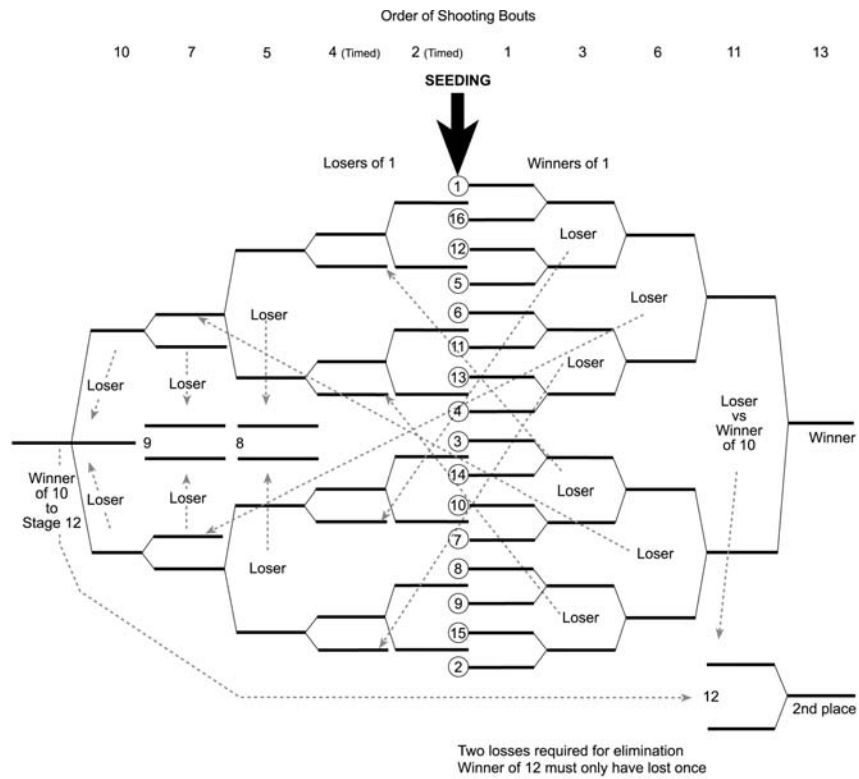 Order of Shooting Bouts
10 7 5 4 (Timed) 2 (Timed) 1 3 6 11 13
SEEDING
Losers of 1 Winners of 1
1
16
Loser
12
5
Loser
6
Loser
11
Loser
13
Loser Loser
4
Loser
vs
Winner
of 10
3
Winner
9 8
14
Winner
of 10
to
Stage 12
Loser Loser
Loser
10
7
Loser
Loser
8
9
Loser
15
2
12
2nd place
Two losses required for elimination
Winner of 12 must only have lost once